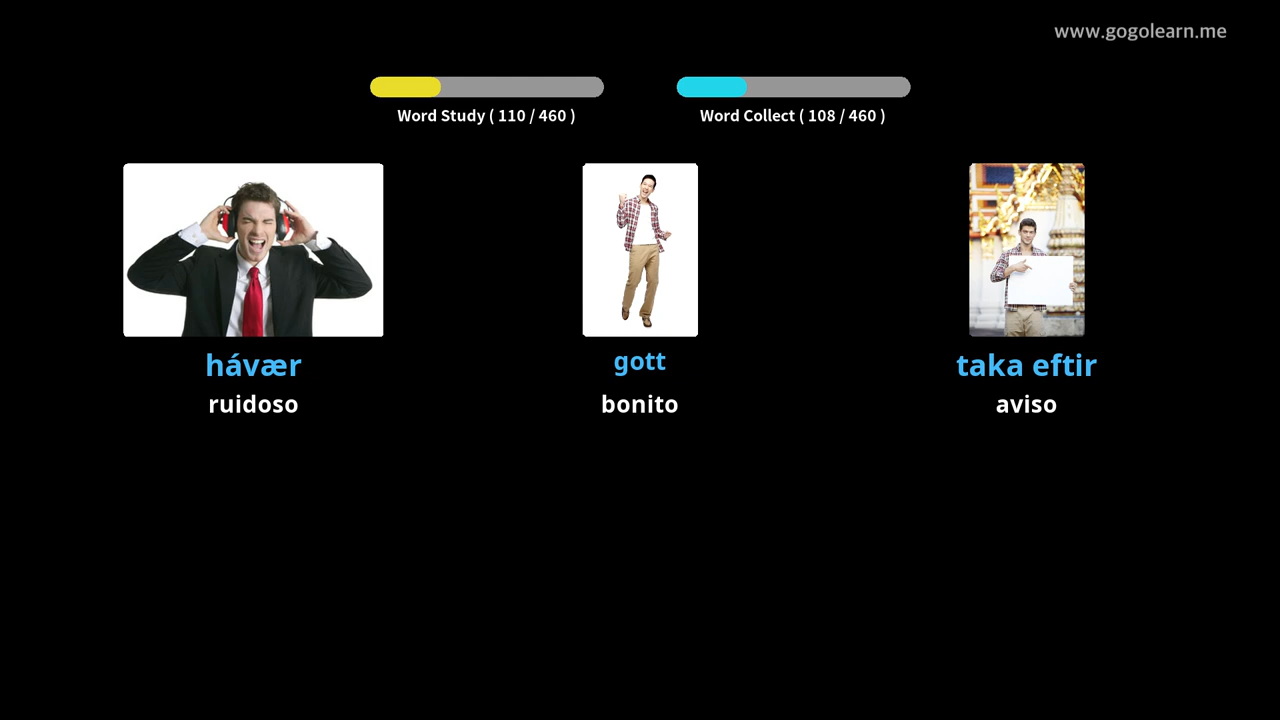 www.gogolearn.me
Word Study ( 110 / 460 )
Word Collect ( 108 / 460 )
hávær
gott
taka eftir
ruidoso
bonito
aviso